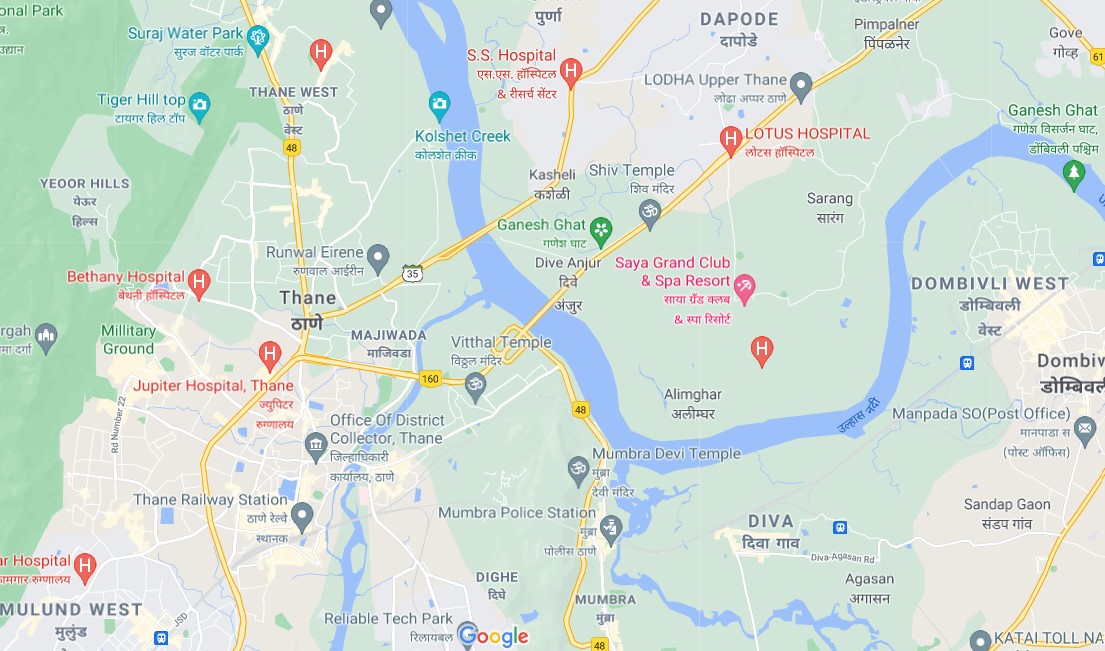 onal Park
उद्यान
Suraj Water Park
सुरज वॉटर पार्क
THANE WEST
ठाणे
वेस्ट
48
Tiger Hill top
टायगर हिल टॉप
YEOOR HILLS
येऊर
हिल्स
पुर्णा
S.S. Hospital
एस.एस. हॉस्पिटल
& रीसर्च सेंटर
Kolshet Creek
कोलशेत क्रीक
DAPODE
दापोडे
Pimpalner
पिंपळनेर
Gove
गोव्ह
61
LODHA Upper Thane
लोढा अप्पर ठाणे
LOTUS HOSPITAL
लोटस हॉस्पिटल
Ganesh Ghat
गणेश विसर्जन घाट,
डोंबिवली पश्चिम
Kasheli
कशेळी
Shiv Temple
शिव मंदिर
Sarang
सारंग
Ganesh Ghat
गणेश घाट
Runwal Eirene
रुणवाल आईरीन
35
Dive Anjur
दिवे
अंजुर
Saya Grand Club
& Spa Resort
साया ग्रँड क्लब
& स्पा रिसोर्ट
Bethany Hospital
बेथनी हॉस्पिटल
Thane
ठाणे
DOMBIVLI WEST
डोम्बिवली
वेस्ट
rgah
गमा दर्गा
Millitary
Ground
MAJIWADA
माजिवडा
Vitthal Temple
विठ्ठल मंदिर
160
Jupiter Hospital, Thane
ज्युपिटर
रुग्णालय
Alimghar
अलीम्घर
Dombiv
डोम्बिवली
Rd Number 22
Office Of District
Collector, Thane
जिल्हाधिकारी
कार्यालय, ठाणे
48
उल्हास नदी
Manpada SO(Post Office)
मानपाडा स
(पोस्ट ऑफिस)
Mumbra Devi Temple
मुंब्रा
देवी मंदिर
Thane Railway Station
ठाणे रेल्वे
स्थानक
Mumbra Police Station
मुंब्रा
पोलीस ठाणे
DIVA
दिवा गाव
Sandap Gaon
संडप गांव
Diva-Agasan Rd
ar Hospital
कामगार रुग्णालय
DIGHE
दिघे
Agasan
अगासन
MULUND WEST
मुलुंड
JSD
MUMBRA
मुंब्रा
Reliable Tech Park
रिलायबल
Google
48
KATAI TOLL NA